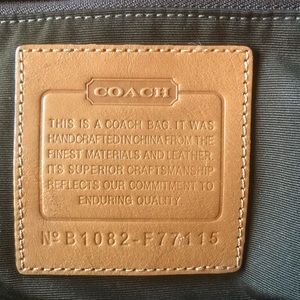 COACH
THIS IS A COACH BAG. IT WAS
HANDCRAFTED IN CHINA FROM THE
FINEST MATERIALS AND LEATHER.
ITS SUPERIOR CRAFTSMANSHIP
REFLECTS OUR COMMITMENT TO
ENDURING QUALITY.
No B1082-F77115